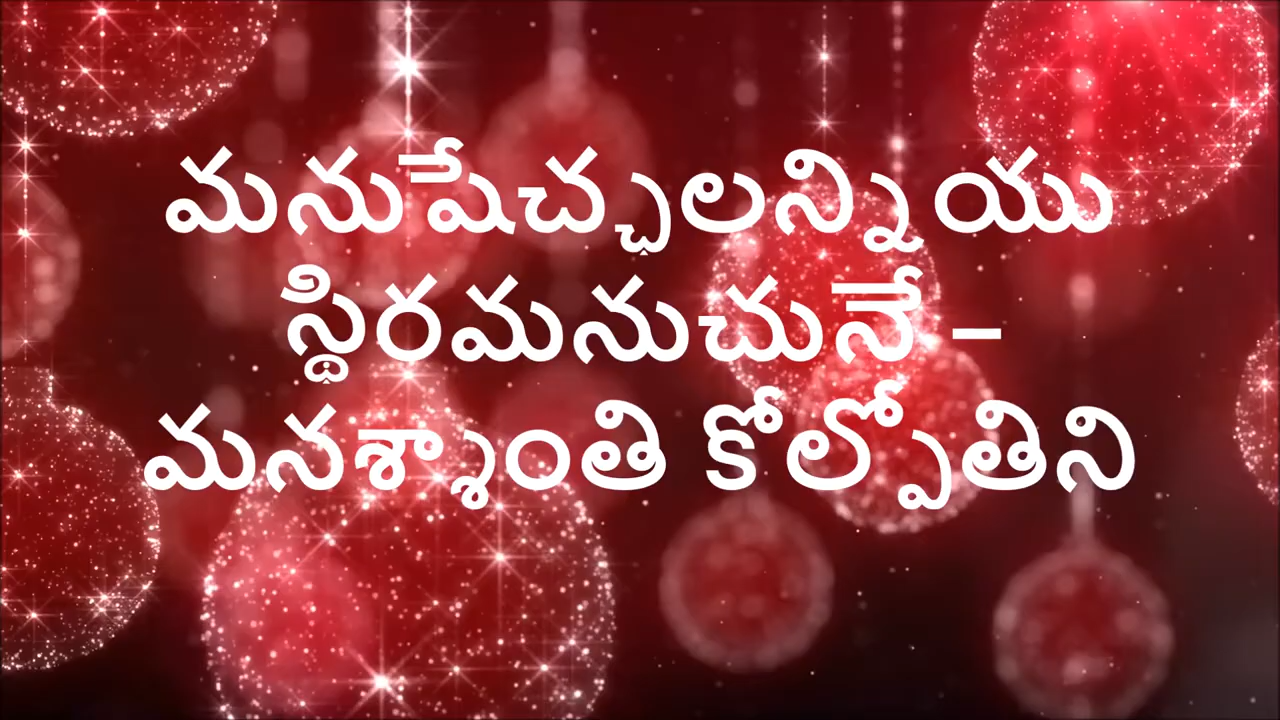 మనుషేచ్ఛలన్నియు
స్థిరమనుచునే –
మనశ్శాంతి కోల్పోతిని